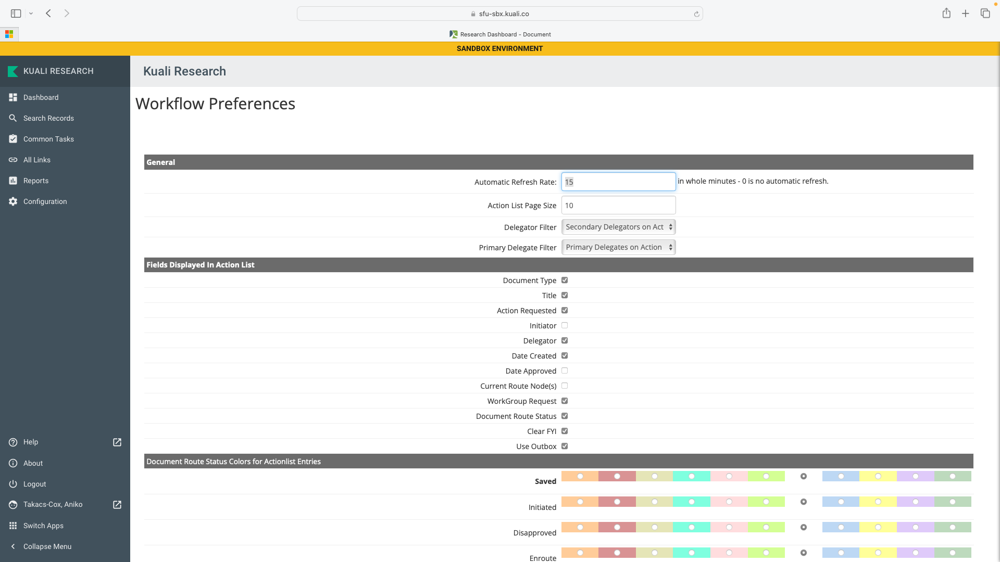 sfu-sbx.kuali.co
Research Dashboard - Document
SANDBOX ENVIRONMENT
KUALI RESEARCH
Kuali Research
Dashboard
Search Records
Common Tasks
All Links
Reports
Configuration
Help
About
Logout
Takacs-Cox, Aniko
Switch Apps
Collapse Menu
Workflow Preferences
General
Automatic Refresh Rate: 15 in whole minutes - 0 is no automatic refresh.
Action List Page Size 10
Delegator Filter Secondary Delegators on Act
Primary Delegate Filter Primary Delegates on Action
Fields Displayed In Action List
Document Type
Title
Action Requested
Initiator
Delegator
Date Created
Date Approved
Current Route Node(s)
WorkGroup Request
Document Route Status
Clear FYI
Use Outbox
Document Route Status Colors for Actionlist Entries
Saved
Initiated
Disapproved
Enroute